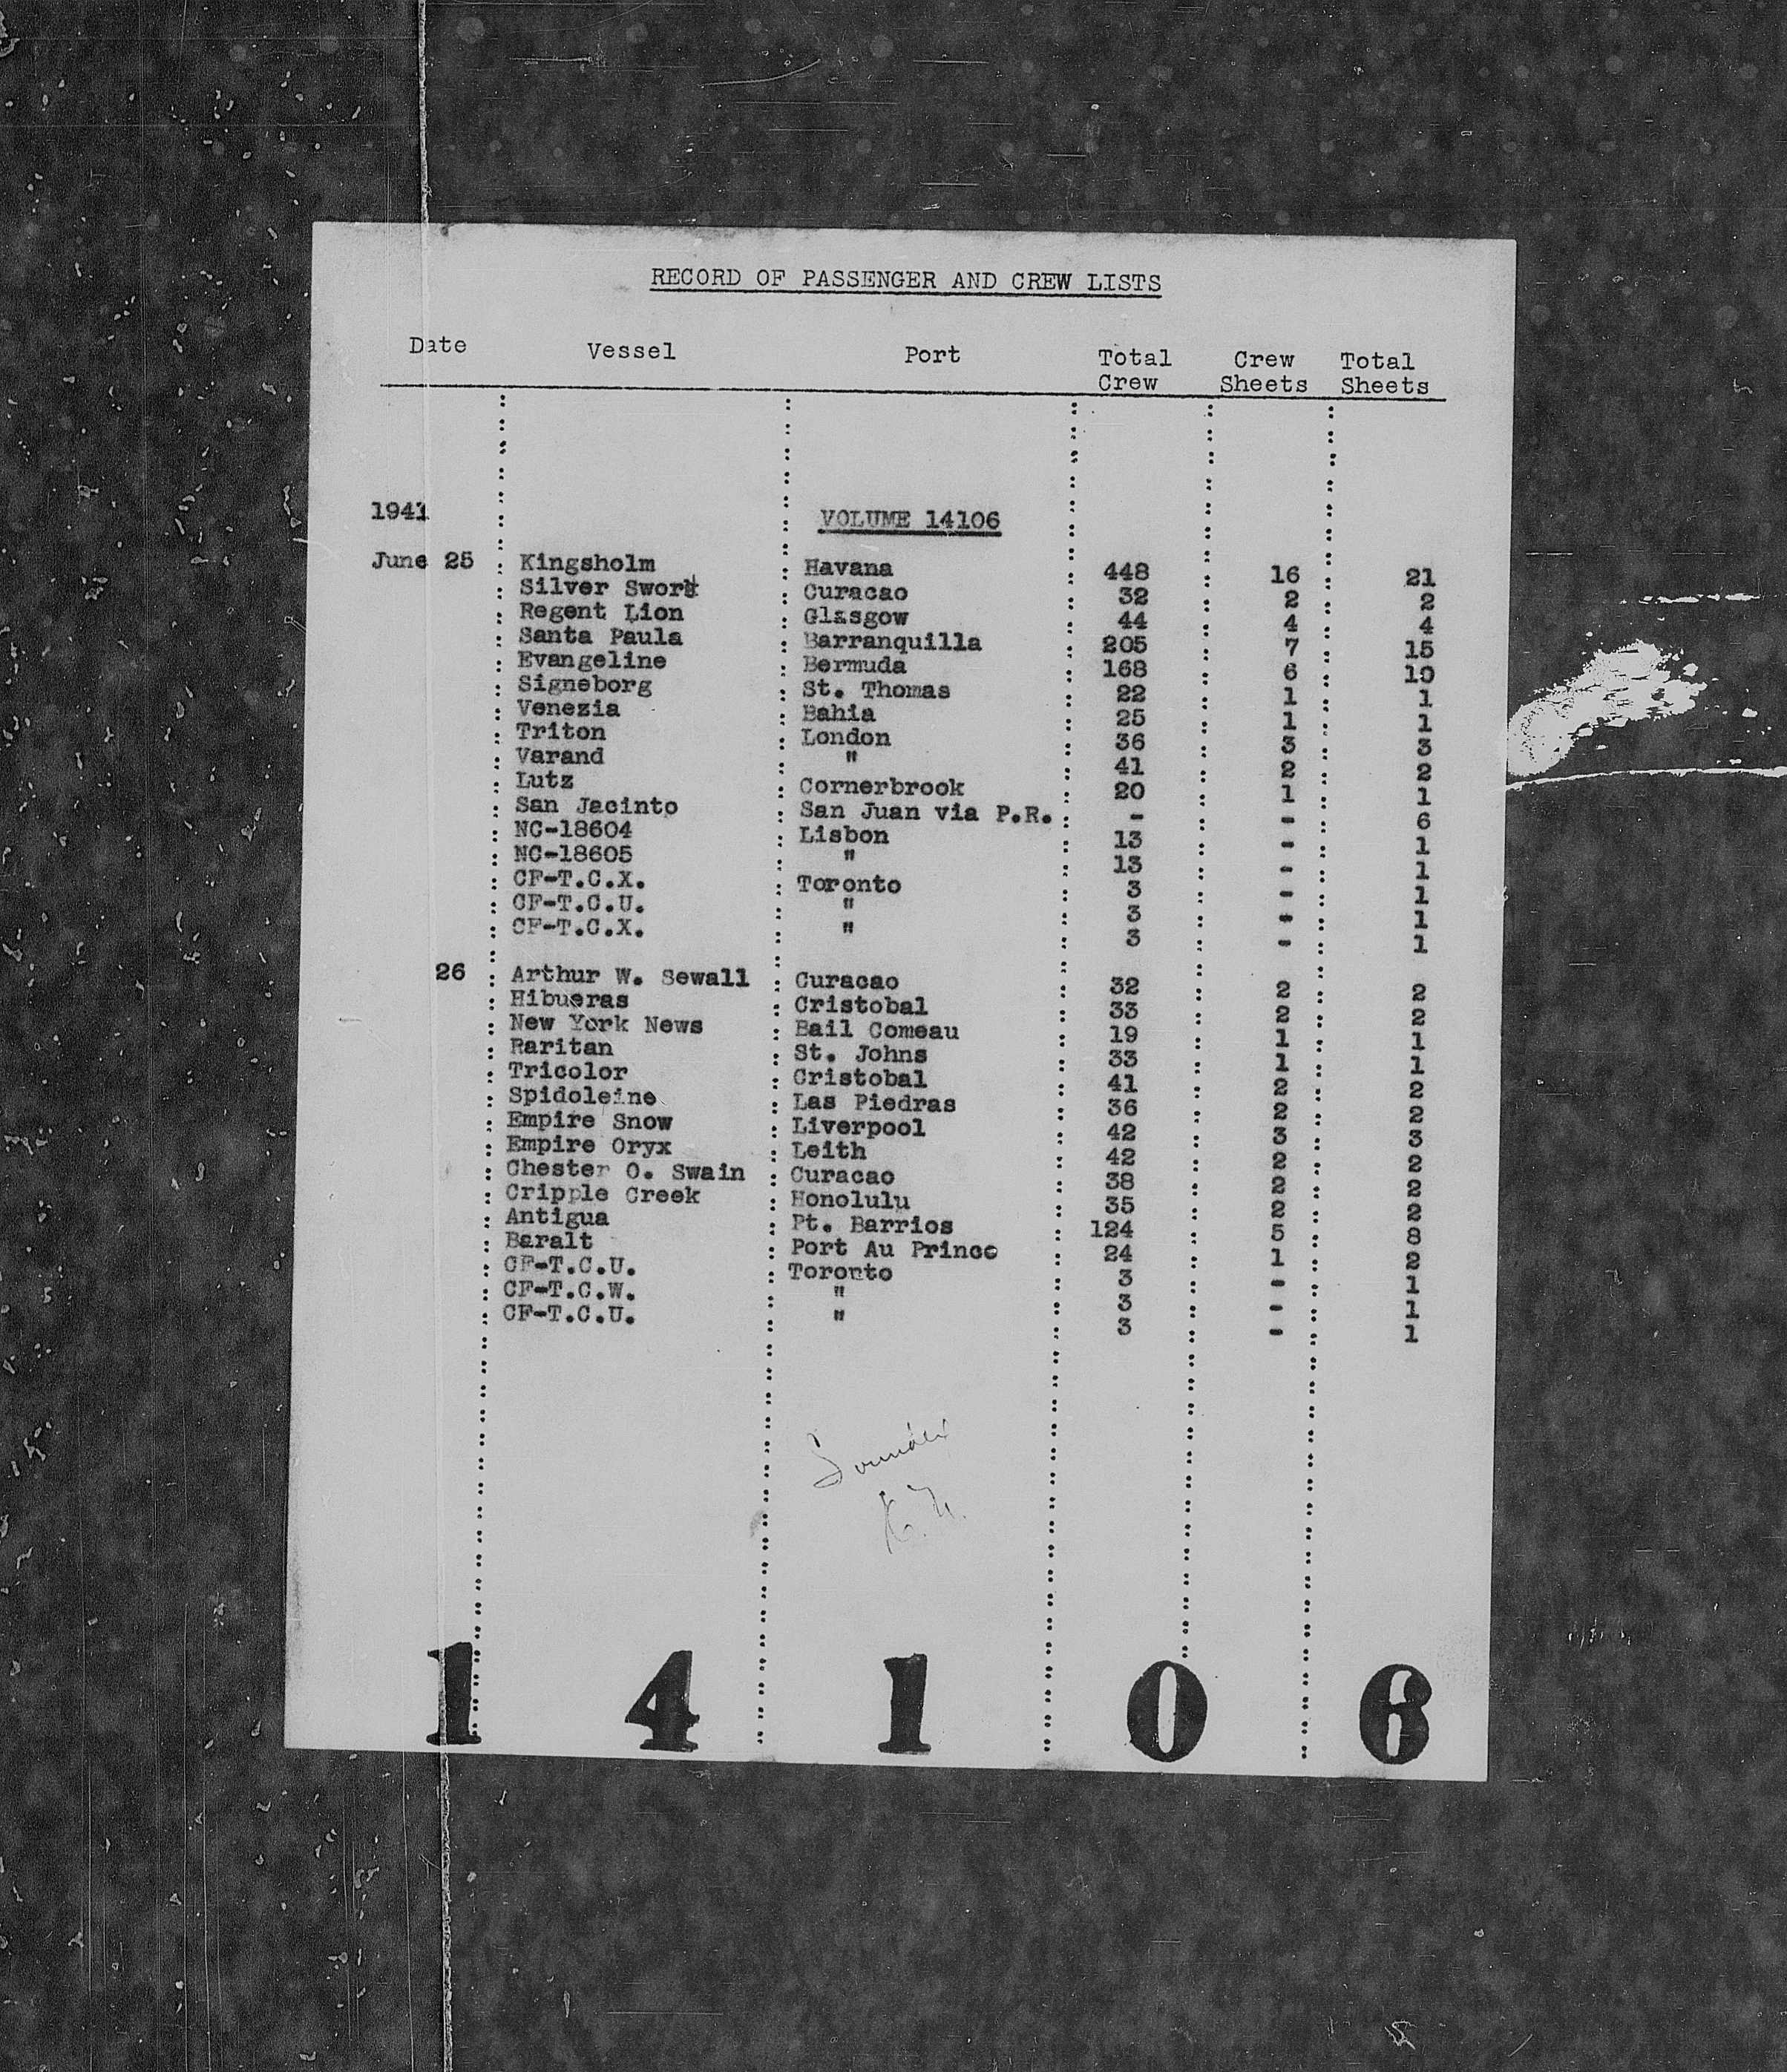 RECORD OF PASSENGER AND CREW LISTS
Date Vessel Port Total Crew Crew Sheets Total Sheets
1941 VOLUME 14106
June 25 Kingsholm Havana 448 16 21
Silver Sword Curacao 32 2 2
Regent Lion Glasgow 44 4 4
Santa Paula Barranquilla 205 7 15
Evangeline Bermuda 168 6 10
Signeborg St. Thomas 22 1 1
Venezia Bahia 25 1 1
Triton London 36 3 3
Varand " 41 2 2
Lutz Cornerbrook 20 1 1
San Jacinto San Juan via P.R. - - 6
NC-18604 Lisbon 13 - 1
NC-18605 " 13 - 1
CF-T.C.X. Toronto 3 - 1
CF-T.C.U. " 3 - 1
CF-T.C.X. " 3 - 1
26 Arthur W. Sewall Curacao 32 2 2
Hibueras Cristobal 33 2 2
New York News Bail Comeau 19 1 1
Raritan St. Johns 33 1 1
Tricolor Cristobal 41 2 2
Spidoleine Las Piedras 36 2 2
Empire Snow Liverpool 42 3 3
Empire Oryx Leith 42 2 2
Chester O. Swain Curacao 38 2 2
Cripple Creek Honolulu 35 2 2
Antigua Pt. Barrios 124 5 8
Baralt Port Au Prince 24 1 2
CF-T.C.U. Toronto 3 - 1
CF-T.C.W. " 3 - 1
CF-T.C.U. " 3 - 1
1 4 1 0 6